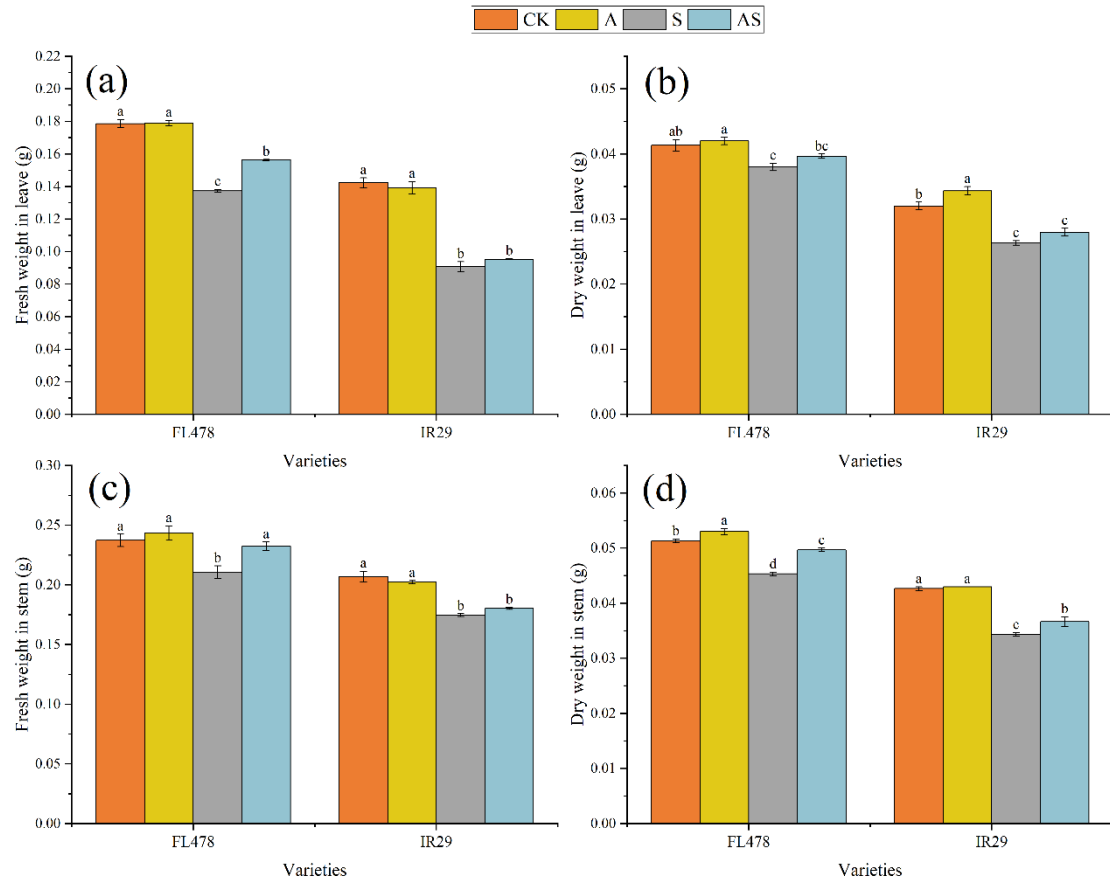 CK A S AS
(a)
Fresh weight in leave (g)
0.22
0.20
0.18
0.16
0.14
0.12
0.10
0.08
0.06
0.04
0.02
0.00
a a c b a a b b
FL478 IR29
Varieties
(b)
Dry weight in leave (g)
0.05
0.04
0.03
0.02
0.01
0.00
ab a c bc b a c c
FL478 IR29
Varieties
(c)
Fresh weight in stem (g)
0.30
0.25
0.20
0.15
0.10
0.05
0.00
a a b a a a b b
FL478 IR29
Varieties
(d)
Dry weight in stem (g)
0.06
0.05
0.04
0.03
0.02
0.01
0.00
b a d c a a c b
FL478 IR29
Varieties